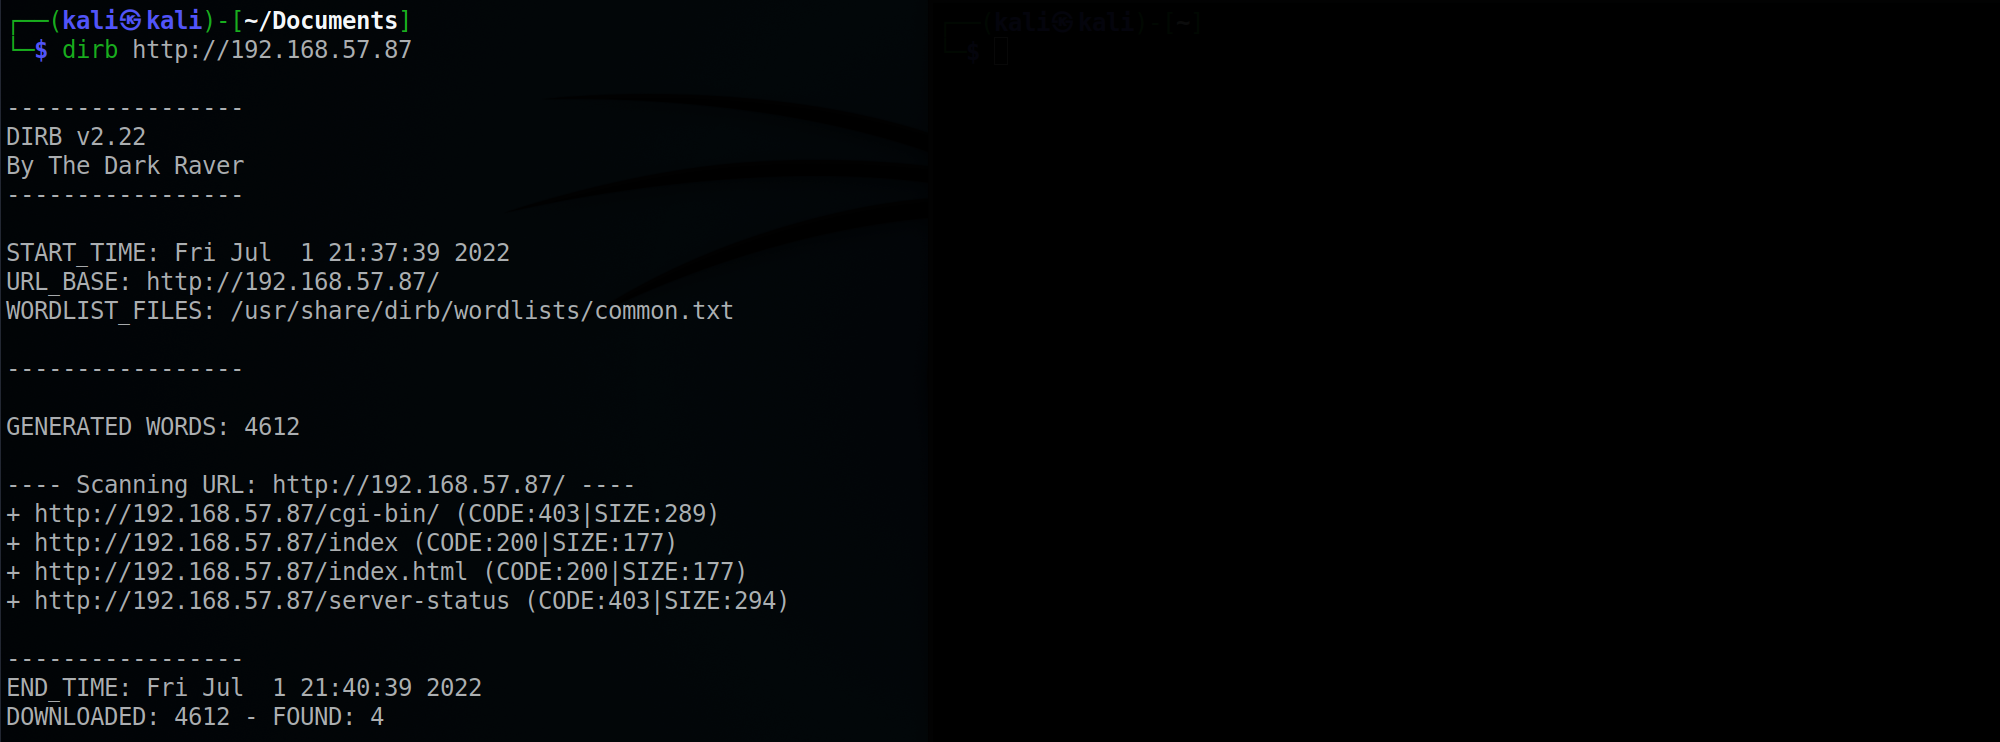 ┌──(kali㉿kali)-[~/Documents]
└─$ dirb http://192.168.57.87
-----------------
DIRB v2.22
By The Dark Raver
-----------------
START_TIME: Fri Jul  1 21:37:39 2022
URL_BASE: http://192.168.57.87/
WORDLIST_FILES: /usr/share/dirb/wordlists/common.txt
-----------------
GENERATED WORDS: 4612
---- Scanning URL: http://192.168.57.87/ ----
+ http://192.168.57.87/cgi-bin/ (CODE:403|SIZE:289)
+ http://192.168.57.87/index (CODE:200|SIZE:177)
+ http://192.168.57.87/index.html (CODE:200|SIZE:177)
+ http://192.168.57.87/server-status (CODE:403|SIZE:294)
-----------------
END_TIME: Fri Jul  1 21:40:39 2022
DOWNLOADED: 4612 - FOUND: 4
┌──(kali㉿kali)-[~]
└─$